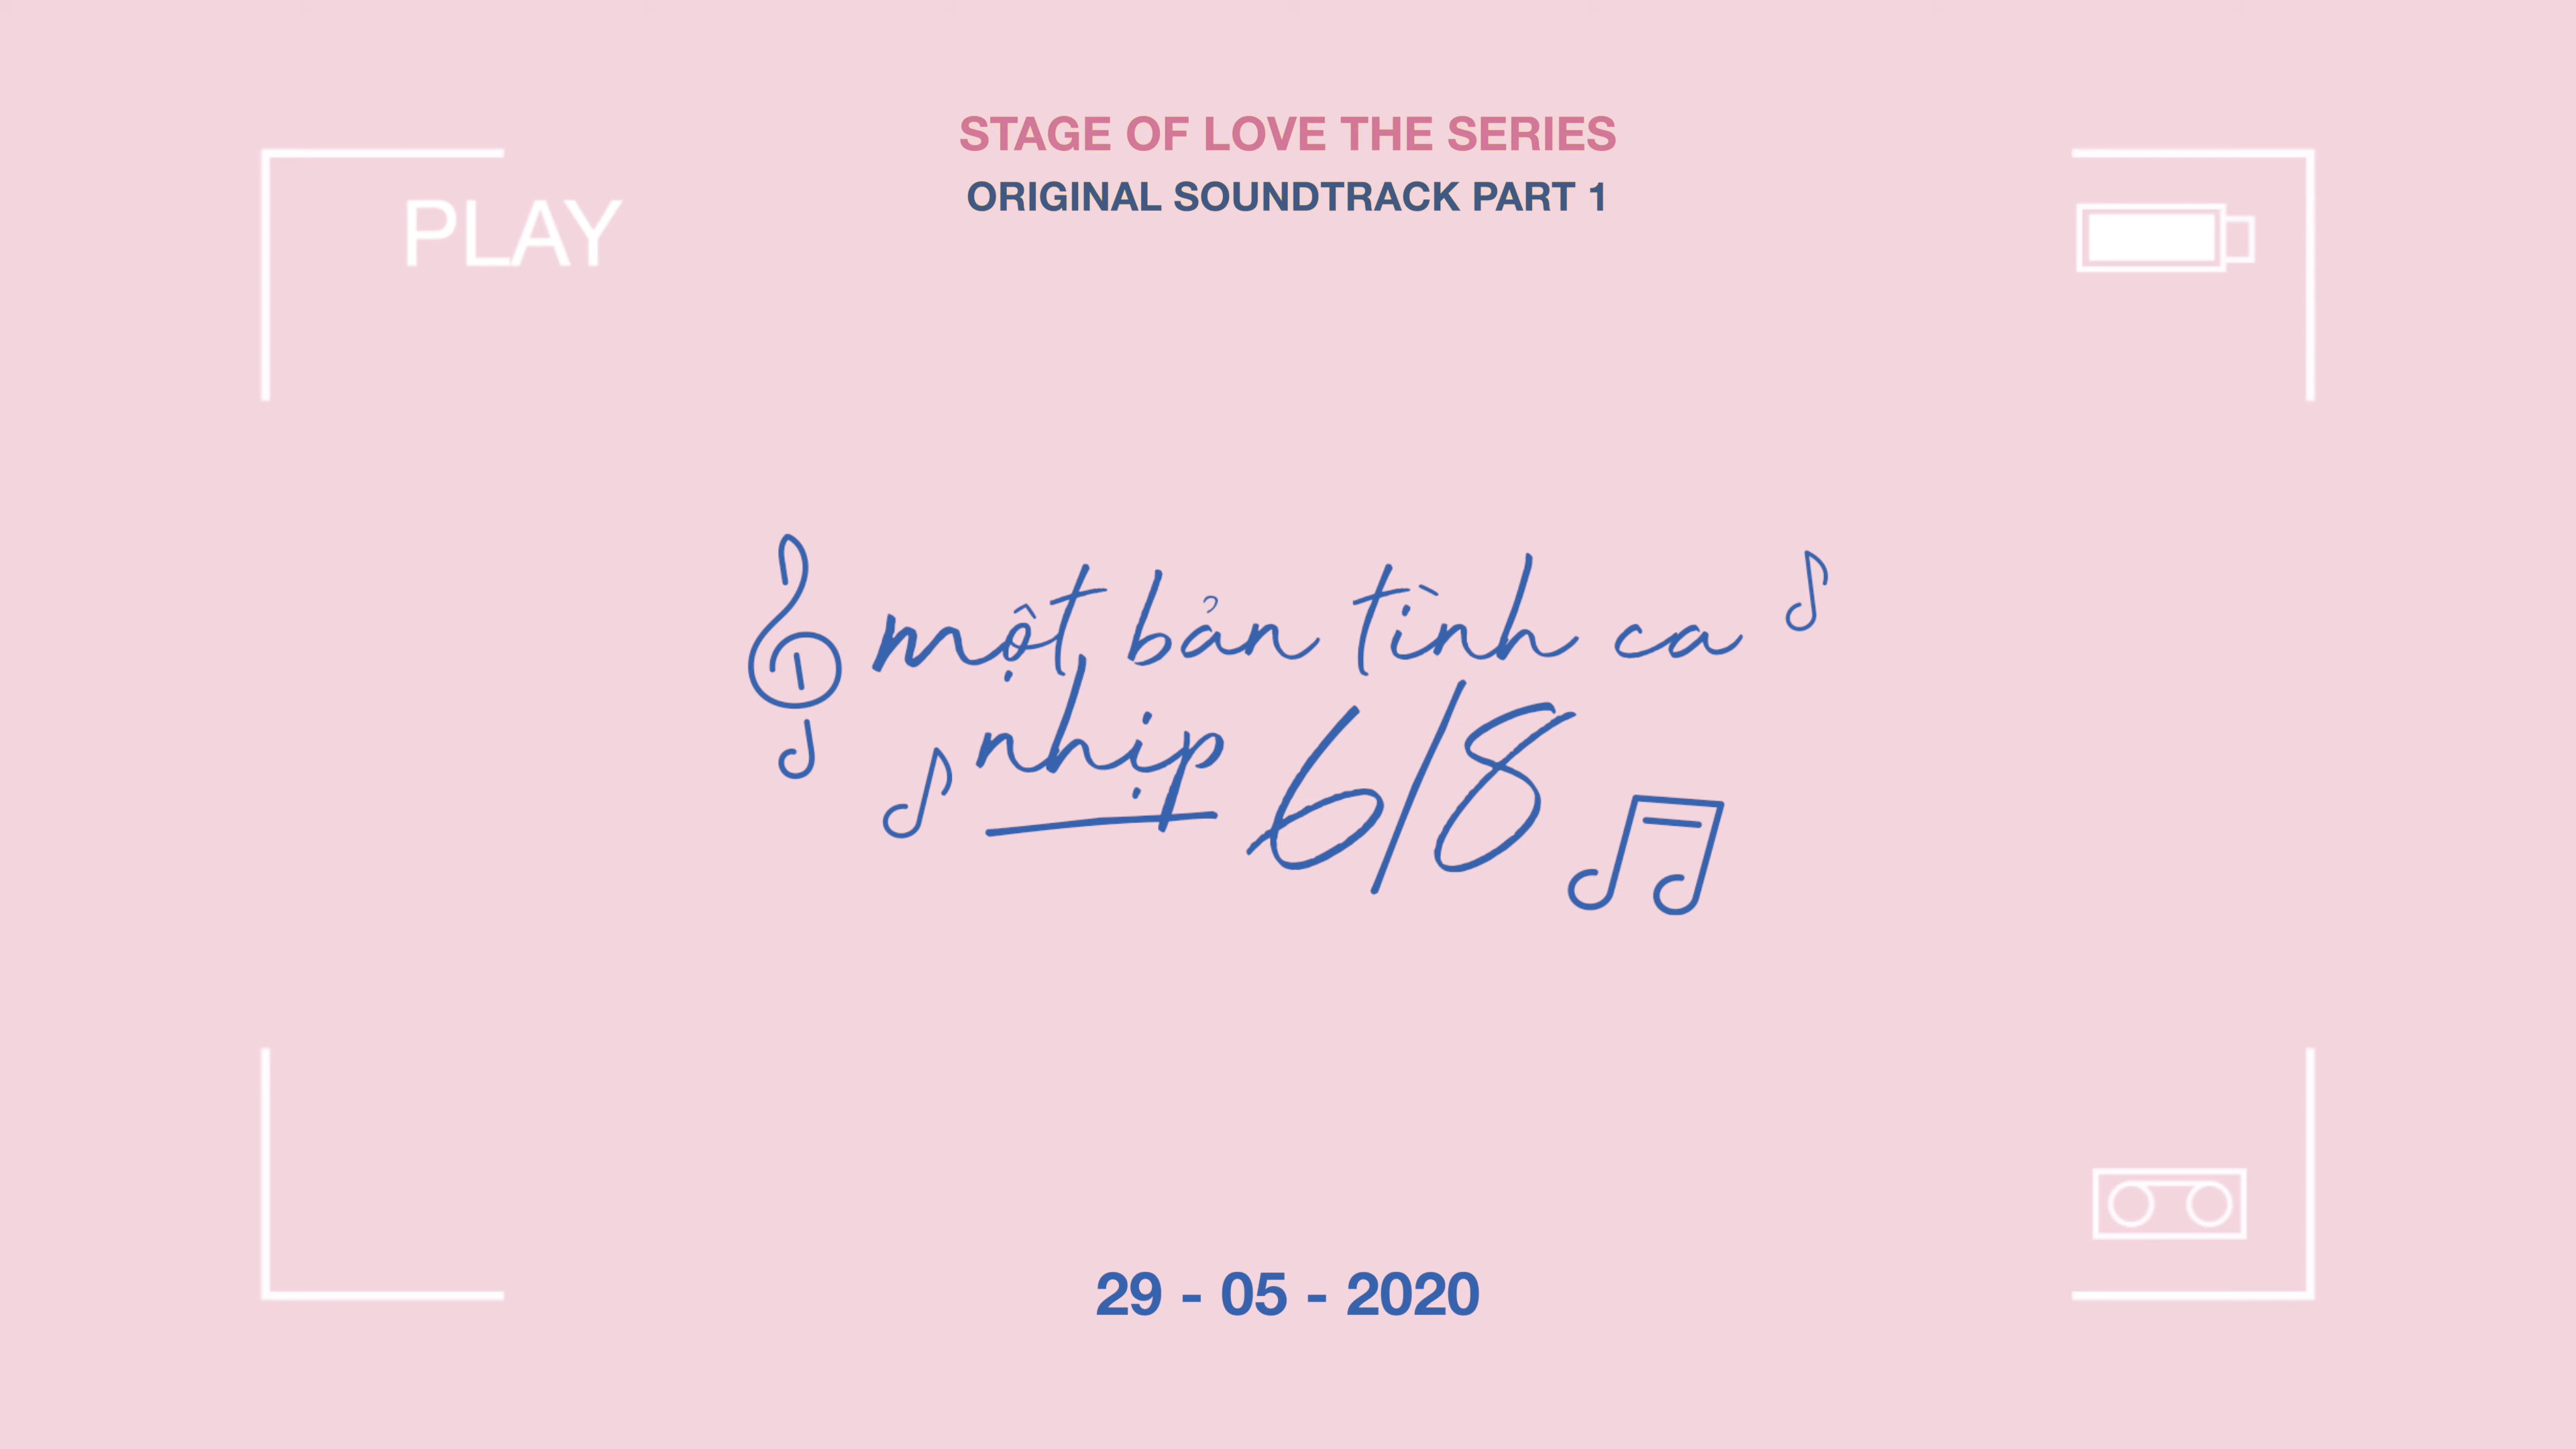 STAGE OF LOVE THE SERIES
ORIGINAL SOUNDTRACK PART 1
PLAY
một bản tình ca
nhịp 6/8
29 - 05 - 2020